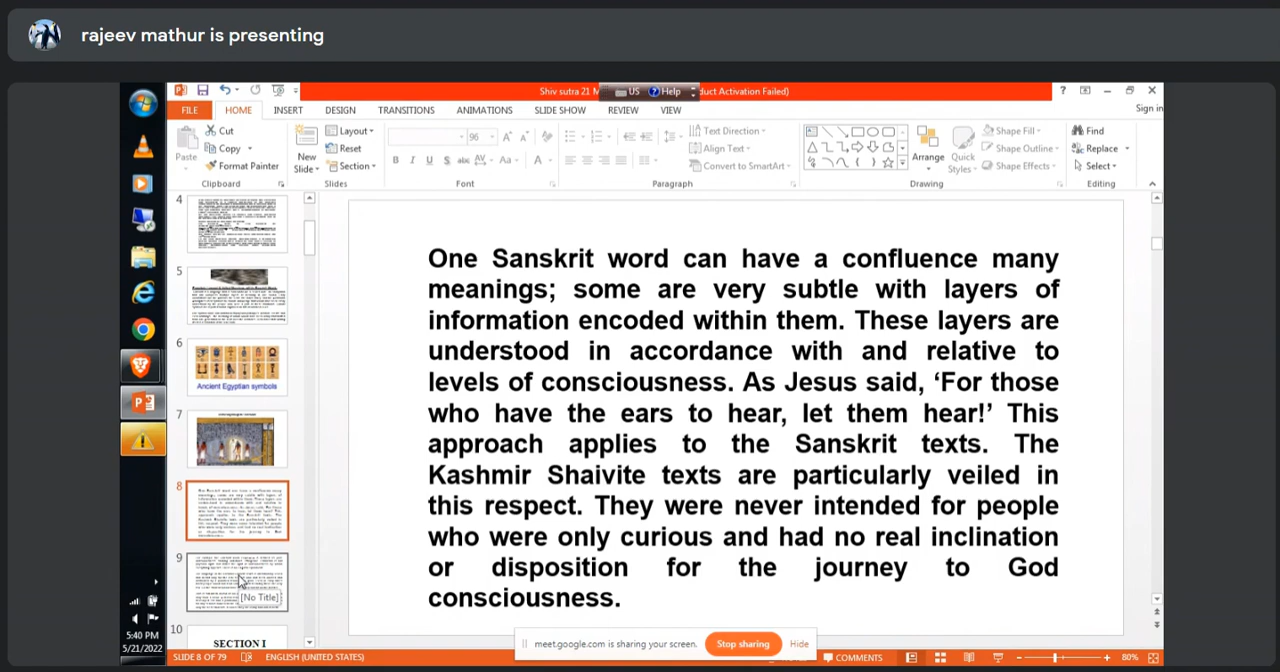 rajeev mathur is presenting
Shiv sutra 21 M
US
Help
duct Activation Failed)
FILE
HOME
INSERT
DESIGN
TRANSITIONS
ANIMATIONS
SLIDE SHOW
REVIEW
VIEW
Sign in
Paste
Cut
Copy
Format Painter
Clipboard
New Slide
Layout
Reset
Section
Slides
96
B I U S abc AV Aa A
Font
Text Direction
Align Text
Convert to SmartArt
Paragraph
Arrange
Quick Styles
Shape Fill
Shape Outline
Shape Effects
Drawing
Find
Replace
Select
Editing
4
5
6
Ancient Egyptian symbols
7
8
9
[No Title]
10
SECTION I
One Sanskrit word can have a confluence many
meanings; some are very subtle with layers of
information encoded within them. These layers are
understood in accordance with and relative to
levels of consciousness. As Jesus said, ‘For those
who have the ears to hear, let them hear!’ This
approach applies to the Sanskrit texts. The
Kashmir Shaivite texts are particularly veiled in
this respect. They were never intended for people
who were only curious and had no real inclination
or disposition for the journey to God
consciousness.
meet.google.com is sharing your screen.
Stop sharing
Hide
5:40 PM
5/21/2022
SLIDE 8 OF 79
ENGLISH (UNITED STATES)
COMMENTS
80%